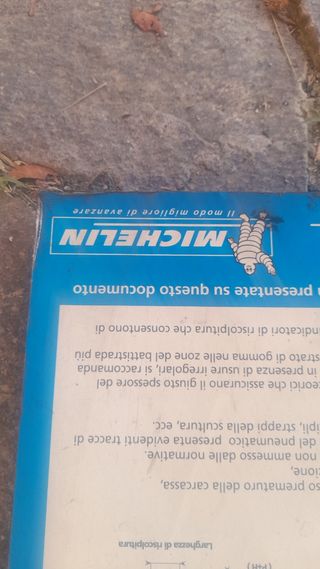 (P+R)
Larghezza di riscolpitura
so prematuro della carcassa,
zione,
non ammesso dalle normative.
del pneumatico presenta evidenti tracce di
ipli, strappi della scultura, ecc.
teorici che assicurano il giusto spessore del
in presenza di usure irregolari, si raccomanda
strato di gomma nelle zone del battistrada più
indicatori di riscolpitura che consentono di
presentate su questo documento
MICHELIN
Il modo migliore di avanzare